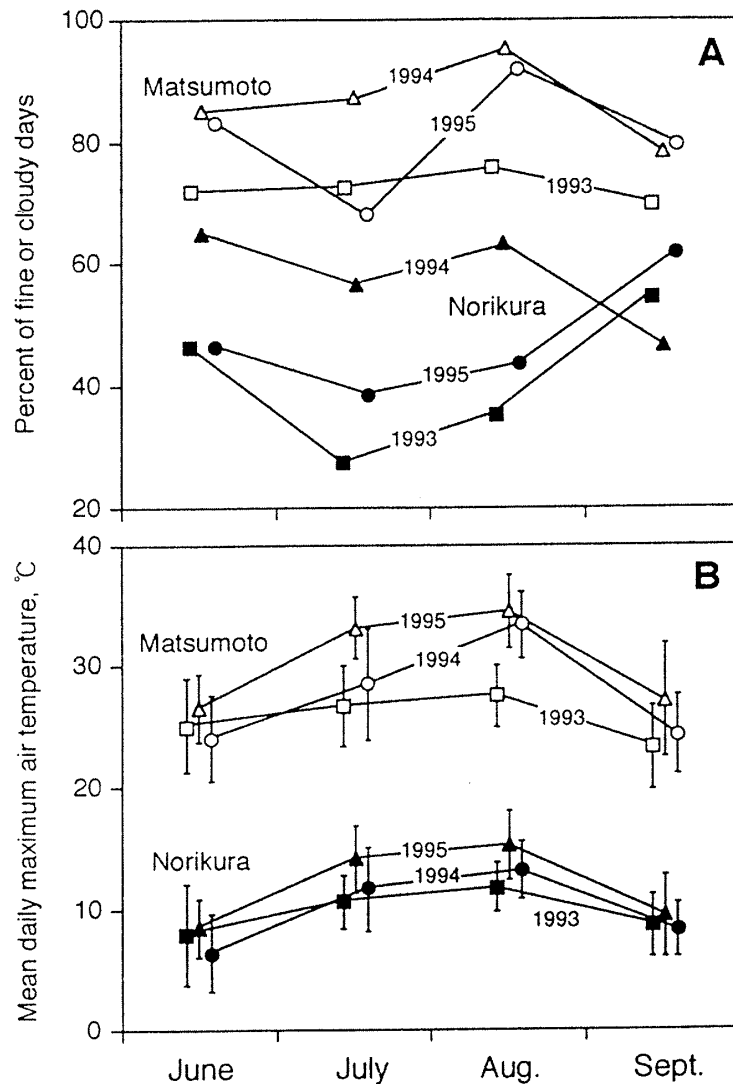 100
A
Matsumoto
1994
1995
80
1993
60
1994
Norikura
40
1995
1993
20
Percent of fine or cloudy days
40
B
Matsumoto
1995
1994
30
1993
20
Norikura
1995
1994
10
1993
0
Mean daily maximum air temperature, °C
June July Aug. Sept.